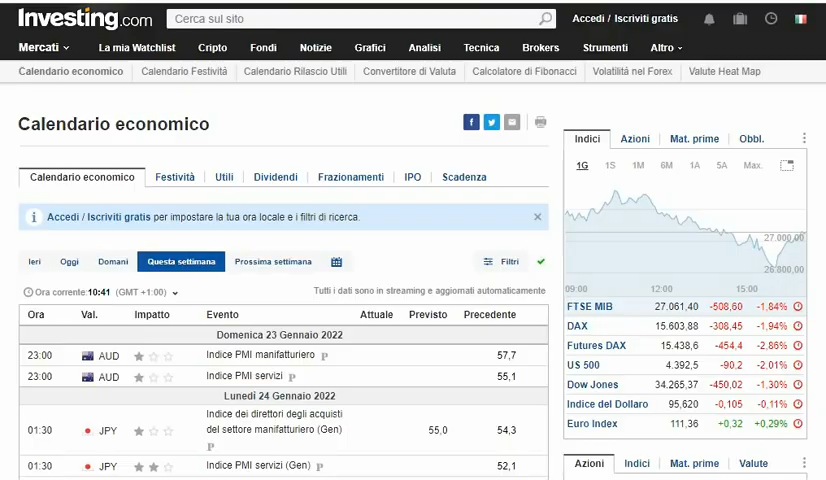 Investing.com
Cerca sul sito
Accedi / Iscriviti gratis
Mercati La mia Watchlist Cripto Fondi Notizie Grafici Analisi Tecnica Brokers Strumenti Altro
Calendario economico Calendario Festività Calendario Rilascio Utili Convertitore di Valuta Calcolatore di Fibonacci Volatilità nel Forex Valute Heat Map
Calendario economico
Calendario economico Festività Utili Dividendi Frazionamenti IPO Scadenza
Accedi / Iscriviti gratis per impostare la tua ora locale e i filtri di ricerca.
Ieri Oggi Domani Questa settimana Prossima settimana Filtri
Ora corrente: 10:41 (GMT +1:00) Tutti i dati sono in streaming e aggiornati automaticamente
Ora Val. Impatto Evento Attuale Previsto Precedente
Domenica 23 Gennaio 2022
23:00 AUD Indice PMI manifatturiero P 57,7
23:00 AUD Indice PMI servizi P 55,1
Lunedì 24 Gennaio 2022
01:30 JPY Indice dei direttori degli acquisti
del settore manifatturiero (Gen) 55,0 54,3
P
01:30 JPY Indice PMI servizi (Gen) P 52,1
Indici Azioni Mat. prime Obbl.
1G 1S 1M 6M 1A 5A Max.
27.000,00
26.800,00
09:00 12:00 15:00
FTSE MIB 27.061,40 -508,60 -1,84%
DAX 15.603,88 -308,45 -1,94%
Futures DAX 15.438,6 -454,4 -2,86%
US 500 4.392,5 -90,2 -2,01%
Dow Jones 34.265,37 -450,02 -1,30%
Indice del Dollaro 95,620 -0,105 -0,11%
Euro Index 111,36 +0,32 +0,29%
Azioni Indici Mat. prime Valute